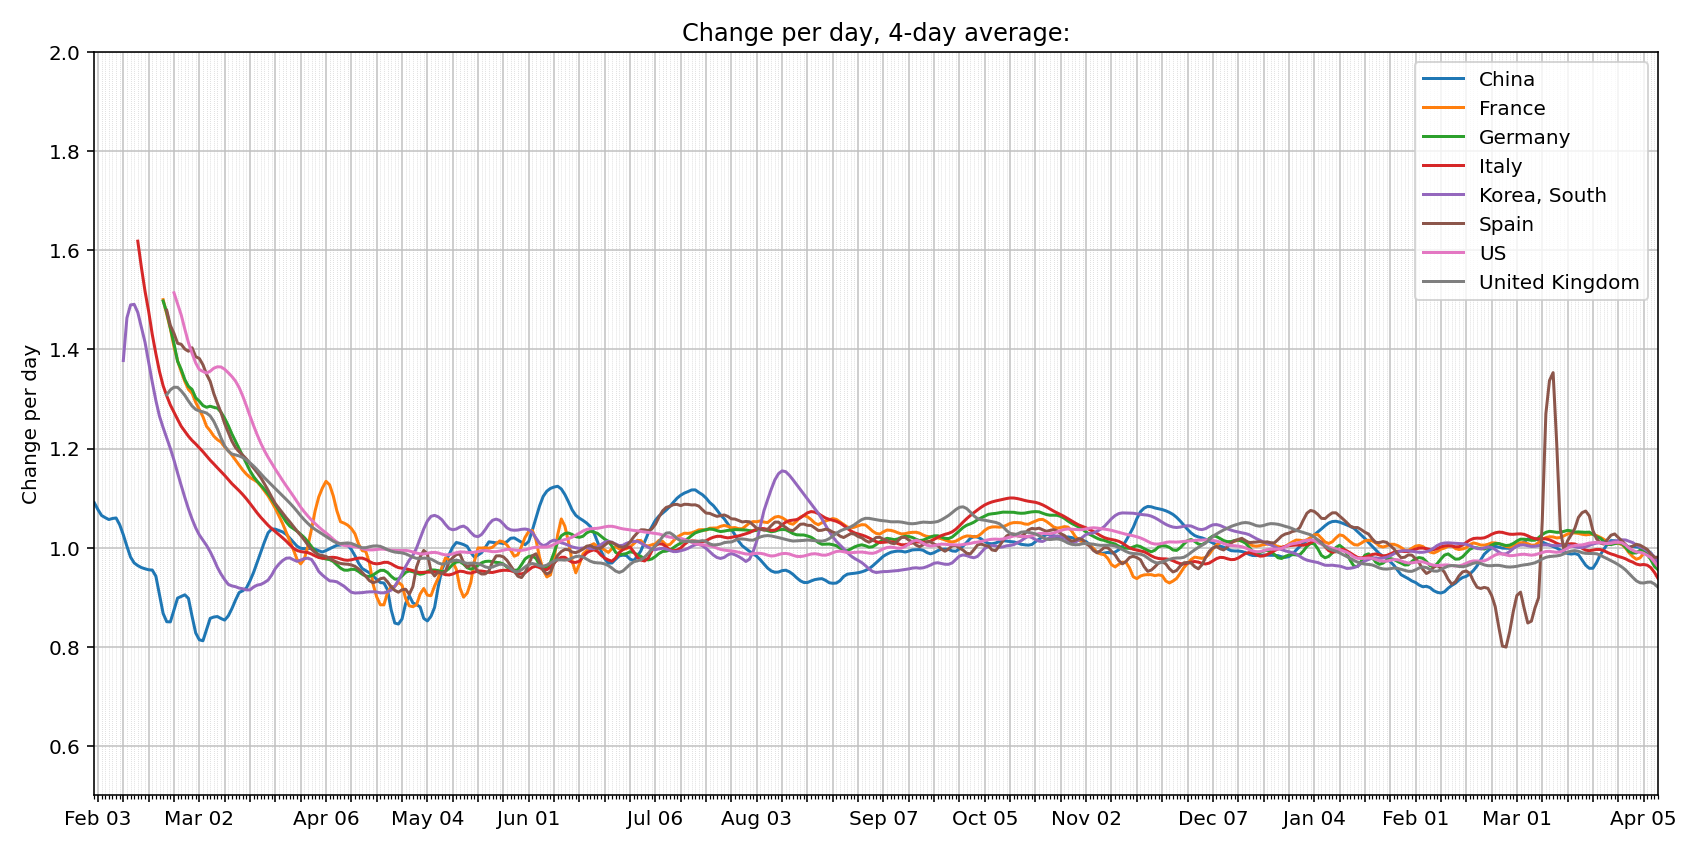 Change per day, 4-day average:
Change per day
2.0
1.8
1.6
1.4
1.2
1.0
0.8
0.6
China
France
Germany
Italy
Korea, South
Spain
US
United Kingdom
Feb 03 Mar 02 Apr 06 May 04 Jun 01 Jul 06 Aug 03 Sep 07 Oct 05 Nov 02 Dec 07 Jan 04 Feb 01 Mar 01 Apr 05